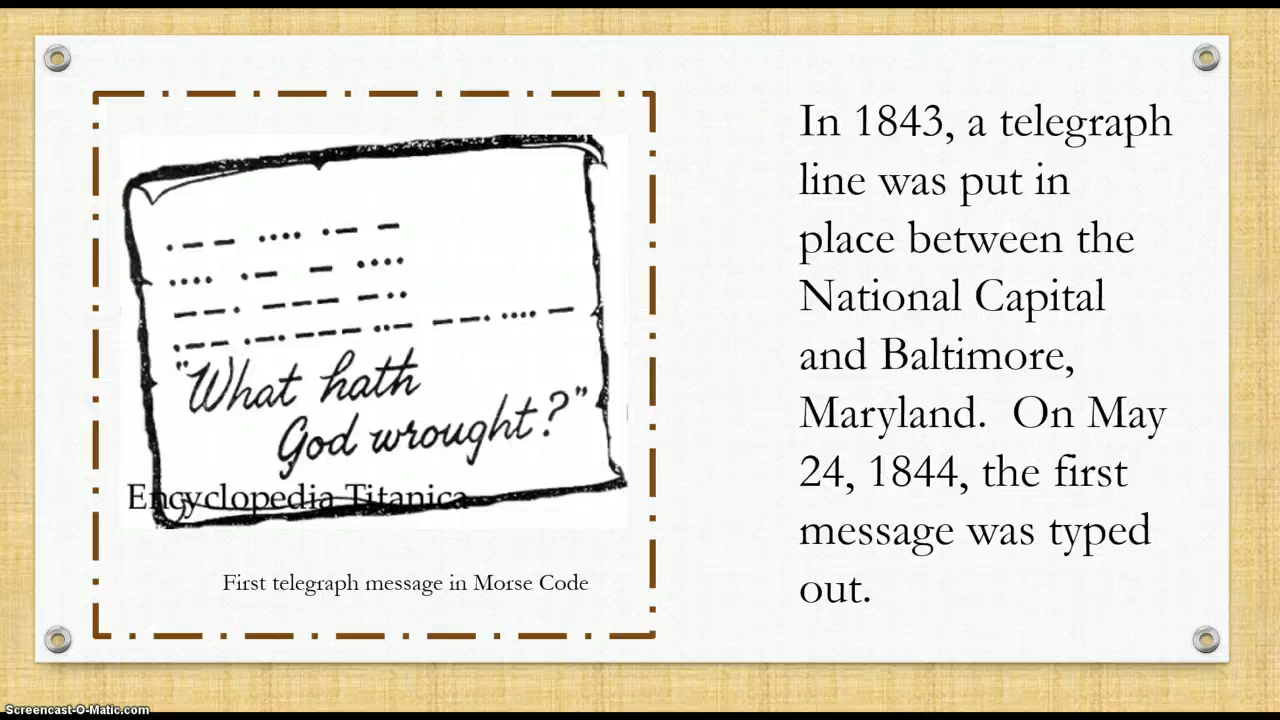 .-- .... .- -
.... .- - ....
--. --- -..
.-- .-. --- ..- --. .... -
"What hath
God wrought?"
Encyclopedia Titanica
First telegraph message in Morse Code
In 1843, a telegraph
line was put in
place between the
National Capital
and Baltimore,
Maryland. On May
24, 1844, the first
message was typed
out.
Screencast-O-Matic.com